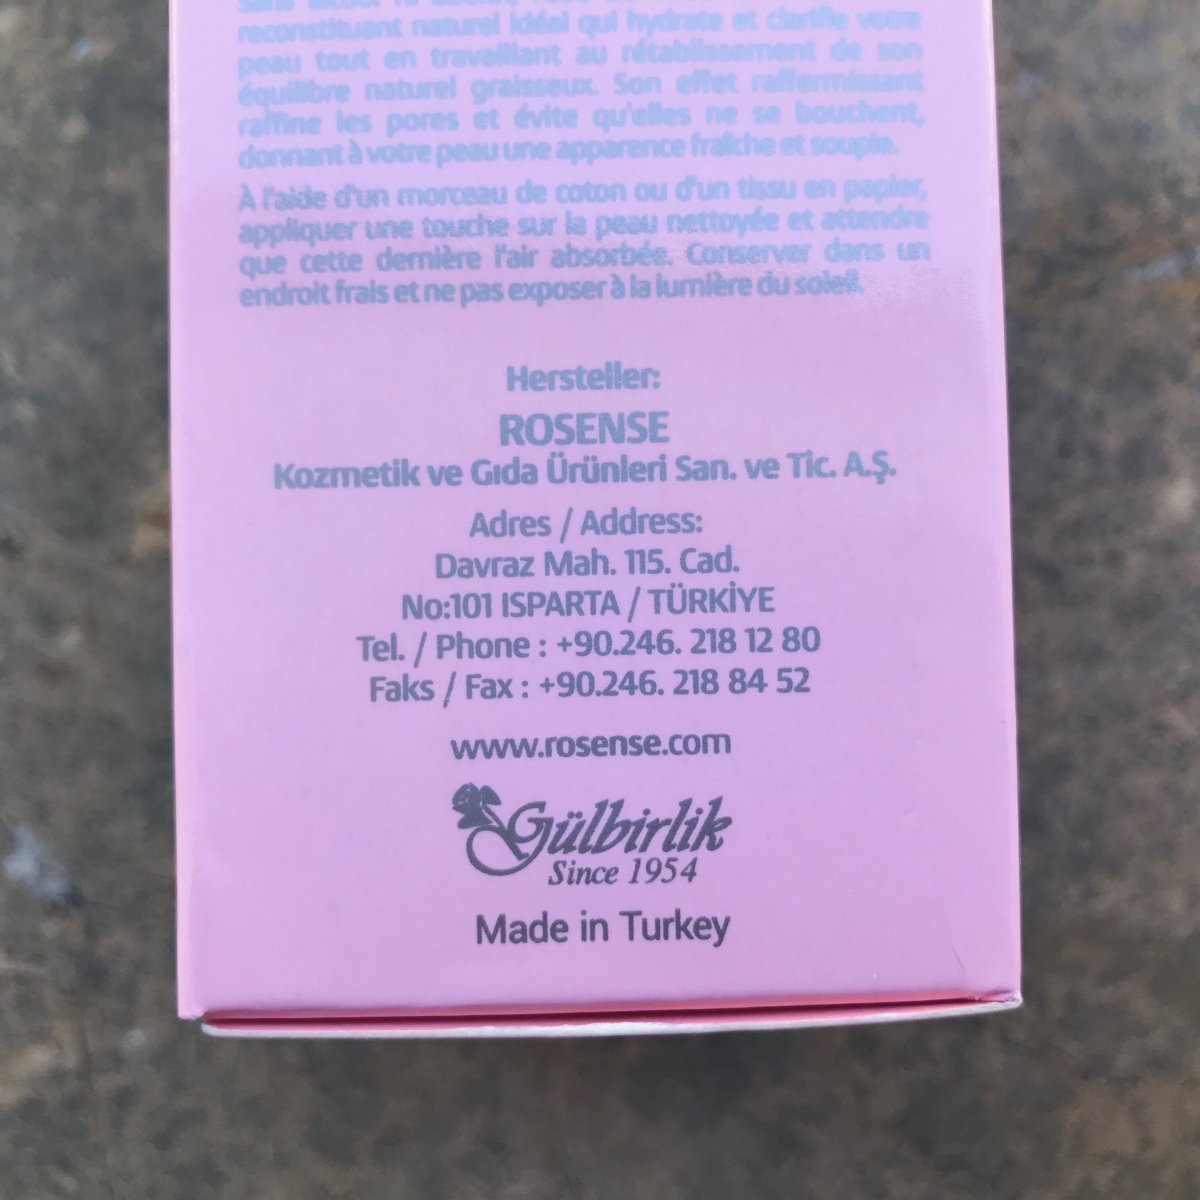 reconstituant naturel idéal qui hydrate et clarifie votre
peau tout en travaillant au rétablissement de son
équilibre naturel graisseux. Son effet raffermissant
raffine les pores et évite qu'elles ne se bouchent,
donnant à votre peau une apparence fraîche et souple.
À l'aide d'un morceau de coton ou d'un tissu en papier,
appliquer une touche sur la peau nettoyée et attendre
que cette dernière l'air absorbée. Conserver dans un
endroit frais et ne pas exposer à la lumière du soleil.
Hersteller:
ROSENSE
Kozmetik ve Gıda Ürünleri San. ve Tic. A.Ş.
Adres / Address:
Davraz Mah. 115. Cad.
No:101 ISPARTA / TÜRKİYE
Tel. / Phone : +90.246. 218 12 80
Faks / Fax : +90.246. 218 84 52
www.rosense.com
Gülbirlik
Since 1954
Made in Turkey